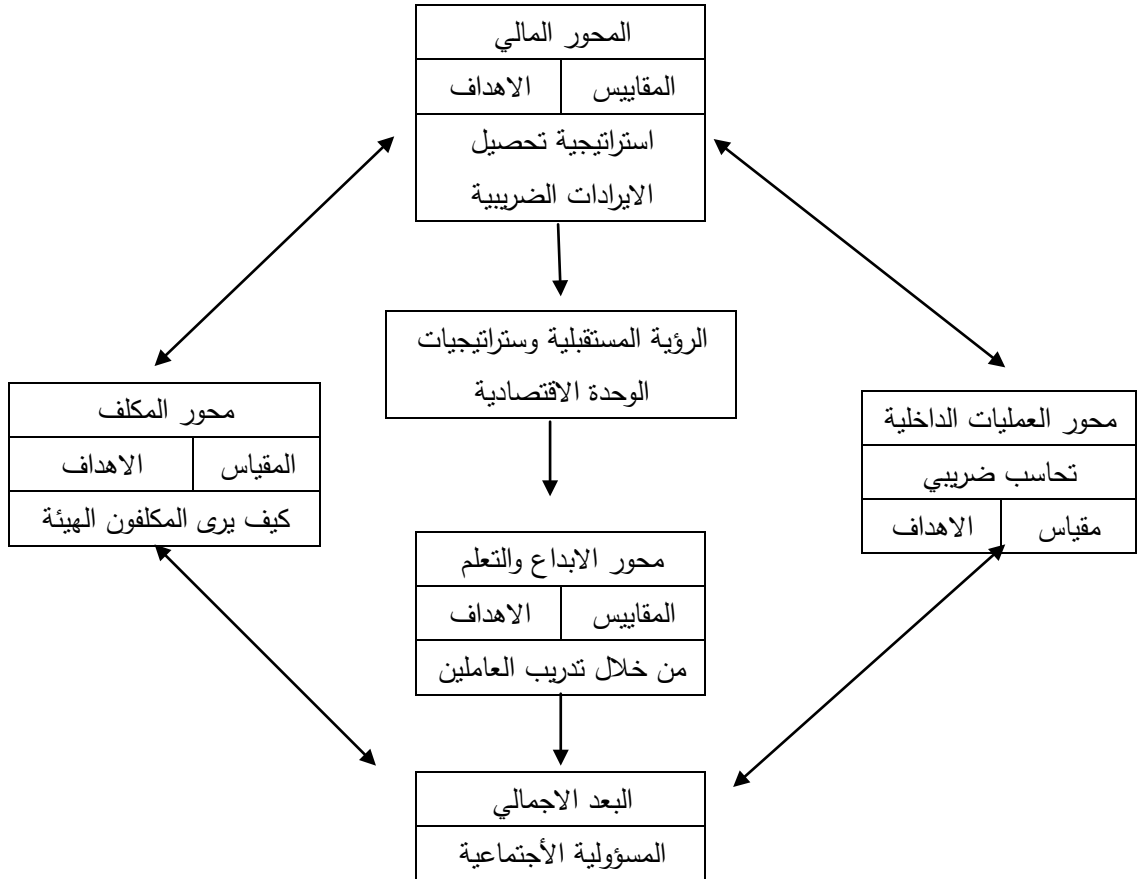 المحور المالي
المقاييس
الاهداف
استراتيجية تحصيل
الايرادات الضريبية
الرؤية المستقبلية وستراتيجيات
الوحدة الاقتصادية
محور العمليات الداخلية
تحاسب ضريبي
مقياس
الاهداف
محور المكلف
المقياس
الاهداف
كيف يرى المكلفون الهيئة
محور الابداع والتعلم
المقاييس
الاهداف
من خلال تدريب العاملين
البعد الاجمالي
المسؤولية الأجتماعية